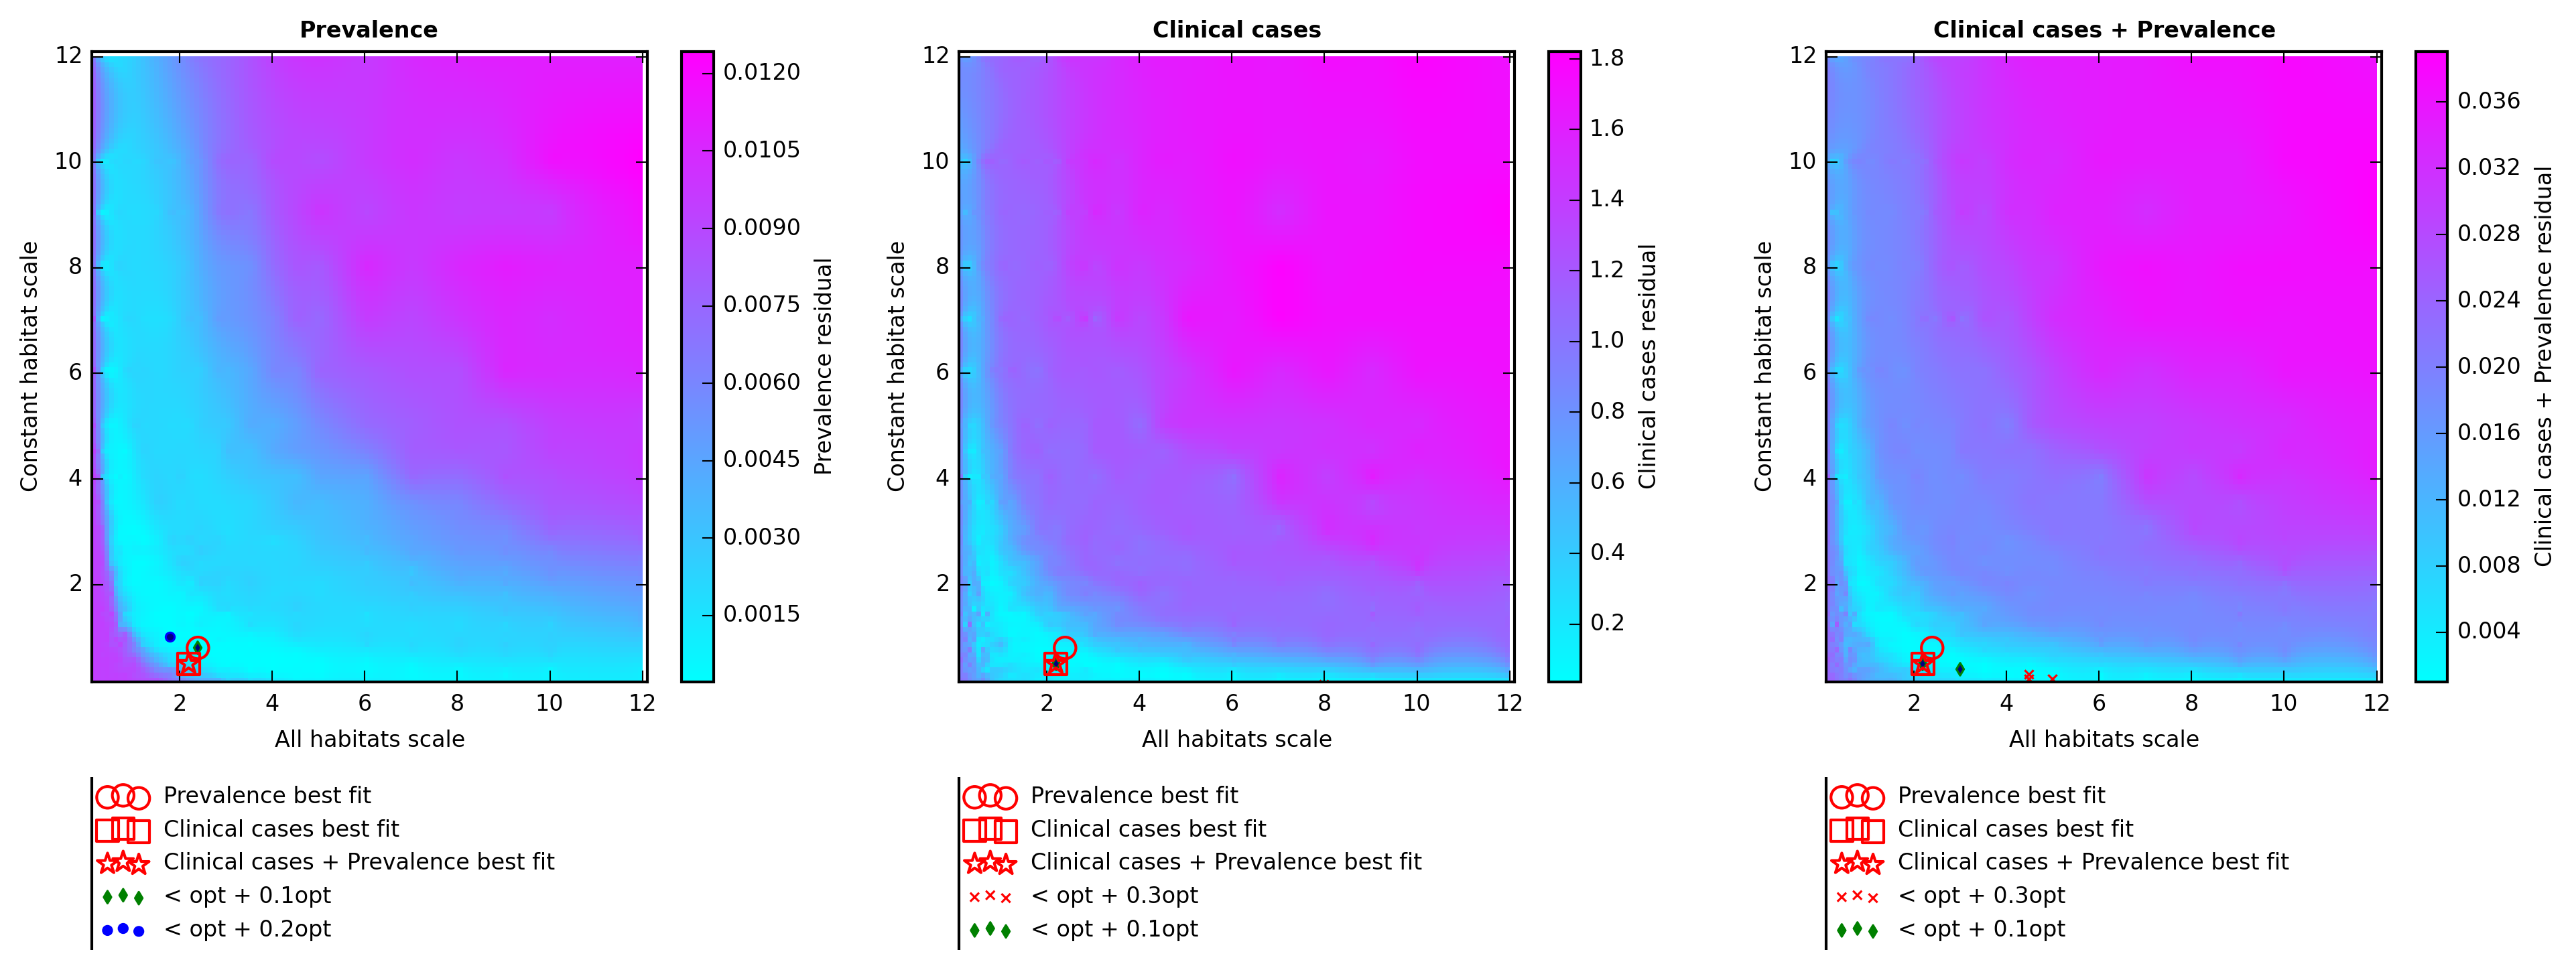 Prevalence
Constant habitat scale
12
10
8
6
4
2
2 4 6 8 10 12
All habitats scale
0.0120
0.0105
0.0090
0.0075
0.0060
0.0045
0.0030
0.0015
Prevalence residual
Prevalence best fit
Clinical cases best fit
Clinical cases + Prevalence best fit
< opt + 0.1opt
< opt + 0.2opt
Clinical cases
Constant habitat scale
12
10
8
6
4
2
2 4 6 8 10 12
All habitats scale
1.8
1.6
1.4
1.2
1.0
0.8
0.6
0.4
0.2
Clinical cases residual
Prevalence best fit
Clinical cases best fit
Clinical cases + Prevalence best fit
< opt + 0.3opt
< opt + 0.1opt
Clinical cases + Prevalence
Constant habitat scale
12
10
8
6
4
2
2 4 6 8 10 12
All habitats scale
0.036
0.032
0.028
0.024
0.020
0.016
0.012
0.008
0.004
Clinical cases + Prevalence residual
Prevalence best fit
Clinical cases best fit
Clinical cases + Prevalence best fit
< opt + 0.3opt
< opt + 0.1opt